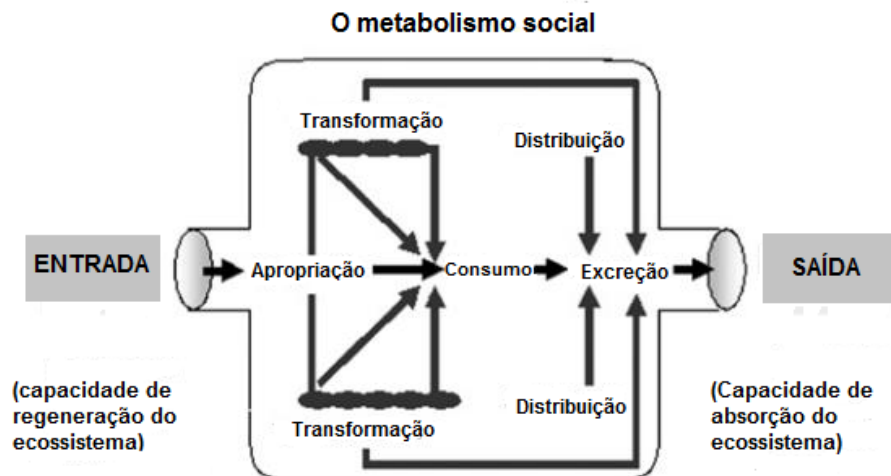 O metabolismo social
Transformação
Distribuição
ENTRADA
Apropriação
Consumo
Excreção
SAÍDA
(capacidade de
regeneração do
ecossistema)
Transformação
Distribuição
(Capacidade de
absorção do
ecossistema)